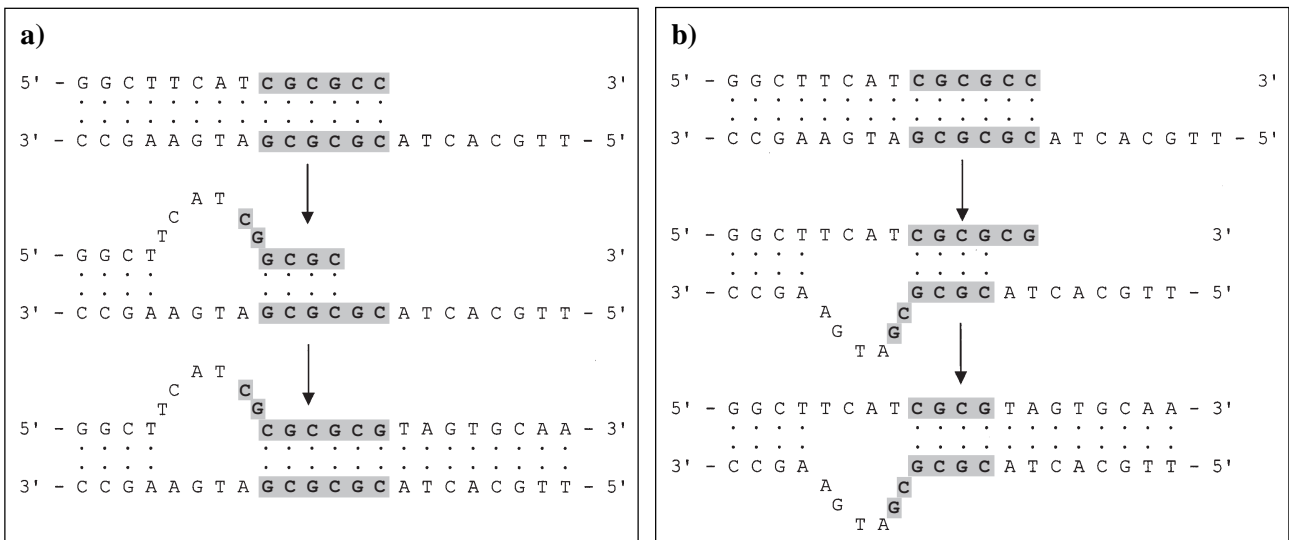 a)
5' - G G C T T C A T C G C G C C 3'
3' - C C G A A G T A G C G C G C A T C A C G T T - 5'
A T
C C
T G
5' - G G C T G C G C 3'
3' - C C G A A G T A G C G C G C A T C A C G T T - 5'
A T
C C
T G
5' - G G C T C G C G C G T A G T G C A A - 3'
3' - C C G A A G T A G C G C G C A T C A C G T T - 5'
b)
5' - G G C T T C A T C G C G C C 3'
3' - C C G A A G T A G C G C G C A T C A C G T T - 5'
5' - G G C T T C A T C G C G C G 3'
3' - C C G A G C G C A T C A C G T T - 5'
A C
G G
T A
5' - G G C T T C A T C G C G T A G T G C A A - 3'
3' - C C G A G C G C A T C A C G T T - 5'
A C
G G
T A